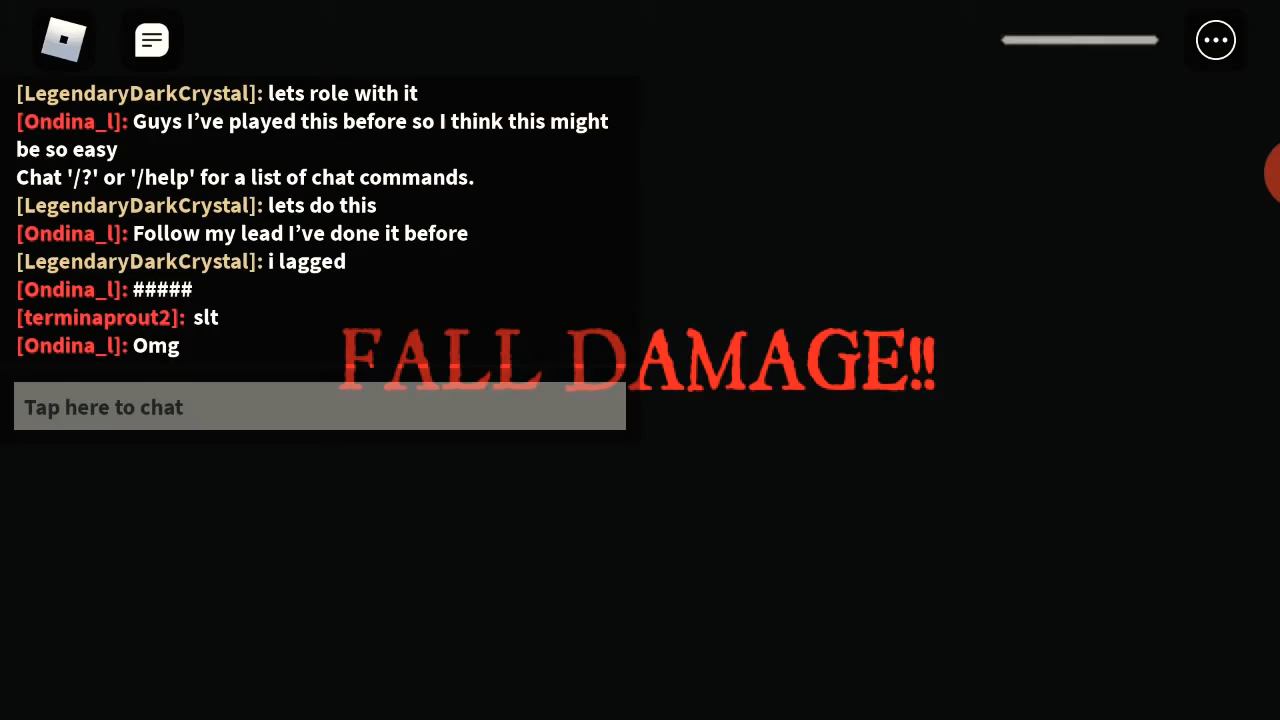 [LegendaryDarkCrystal]: lets role with it
[Ondina_l]: Guys I’ve played this before so I think this might
be so easy
Chat '/?' or '/help' for a list of chat commands.
[LegendaryDarkCrystal]: lets do this
[Ondina_l]: Follow my lead I’ve done it before
[LegendaryDarkCrystal]: i lagged
[Ondina_l]: #####
[terminaprout2]: slt
[Ondina_l]: Omg
FALL DAMAGE!!
Tap here to chat